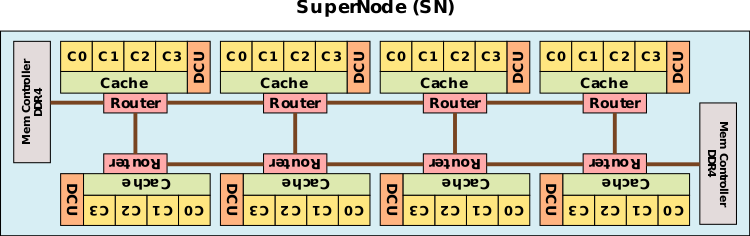 SuperNode (SN)
Mem Controller
DDR4
C0 C1 C2 C3 DCU
Cache
Router
C0 C1 C2 C3 DCU
Cache
Router
C0 C1 C2 C3 DCU
Cache
Router
C0 C1 C2 C3 DCU
Cache
Router
Router
DCU Cache
C3 C2 C1 C0
Router
DCU Cache
C3 C2 C1 C0
Router
DCU Cache
C3 C2 C1 C0
Router
DCU Cache
C3 C2 C1 C0
Mem Controller
DDR4